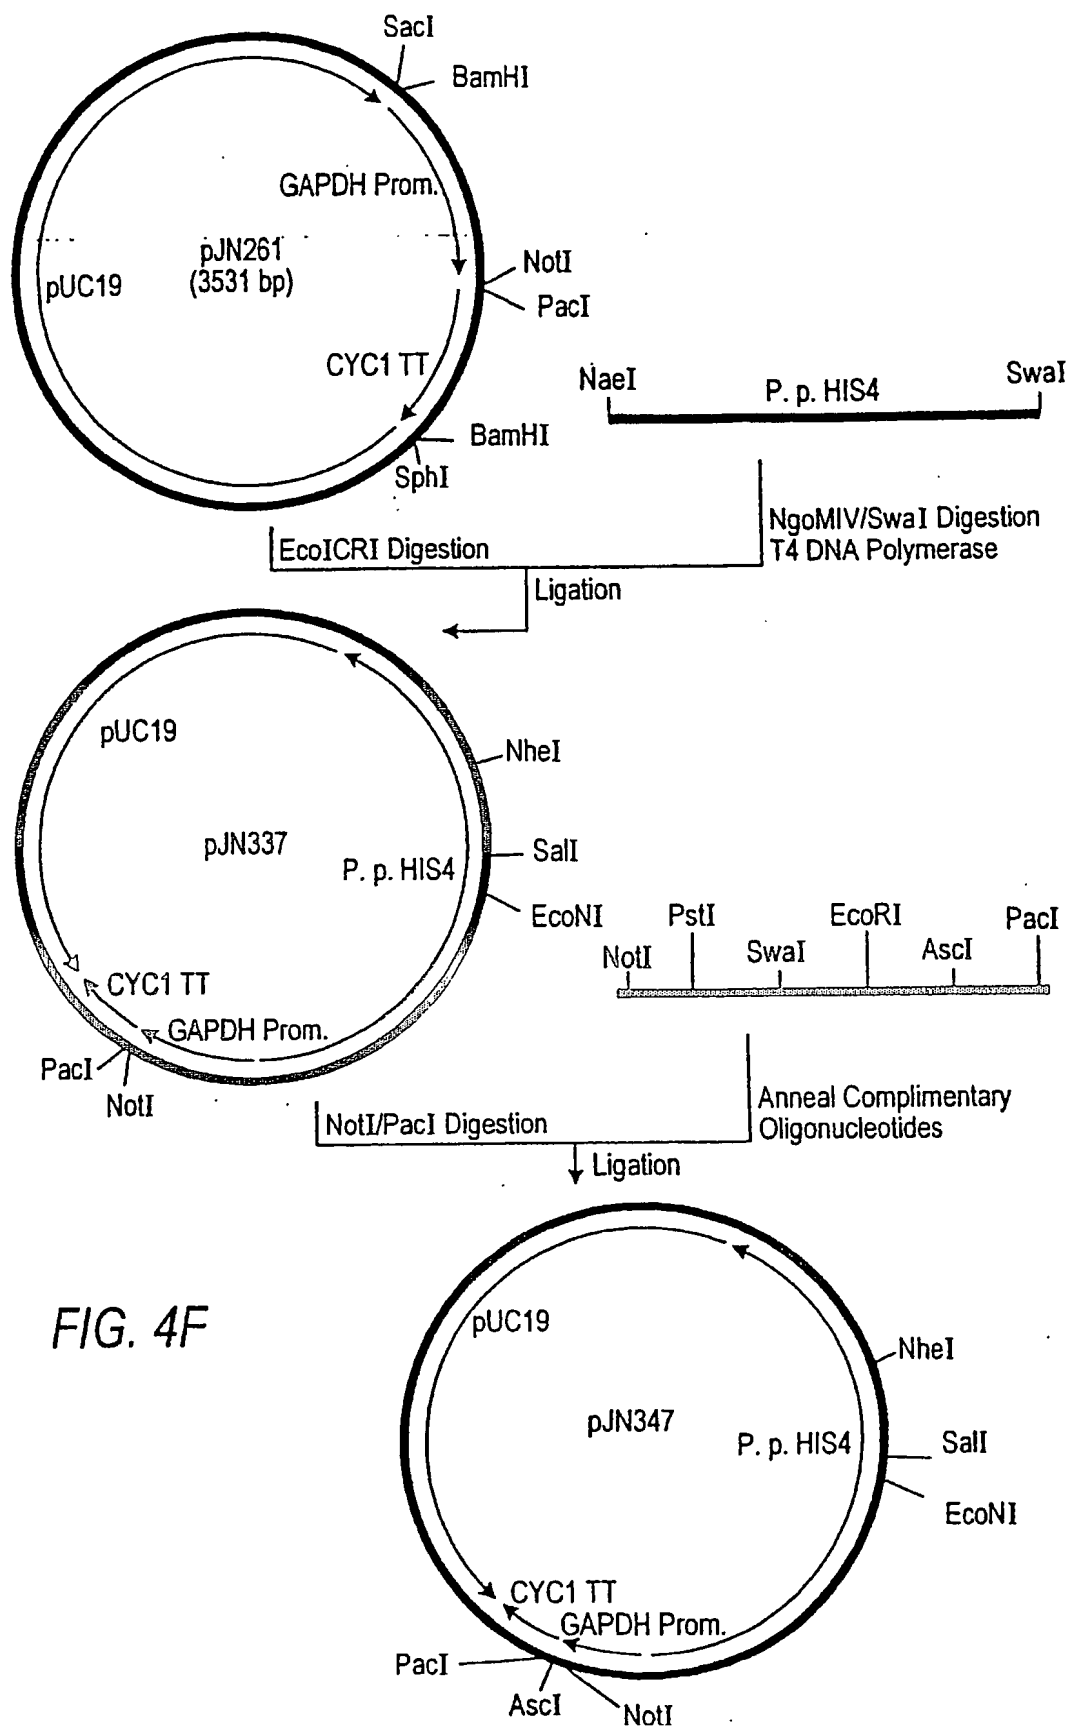 SacI
BamHI
GAPDH Prom.
pJN261
(3531 bp)
pUC19
NotI
PacI
CYC1 TT
BamHI
SphI
NaeI
P. p. HIS4
SwaI
EcoICRI Digestion
NgoMIV/SwaI Digestion
T4 DNA Polymerase
Ligation
pUC19
NheI
pJN337
P. p. HIS4
SalI
EcoNI
CYC1 TT
GAPDH Prom.
PacI
NotI
NotI
PstI
SwaI
EcoRI
AscI
PacI
NotI/PacI Digestion
Anneal Complimentary
Oligonucleotides
Ligation
FIG. 4F
pUC19
NheI
pJN347
P. p. HIS4
SalI
EcoNI
CYC1 TT
GAPDH Prom.
PacI
AscI
NotI